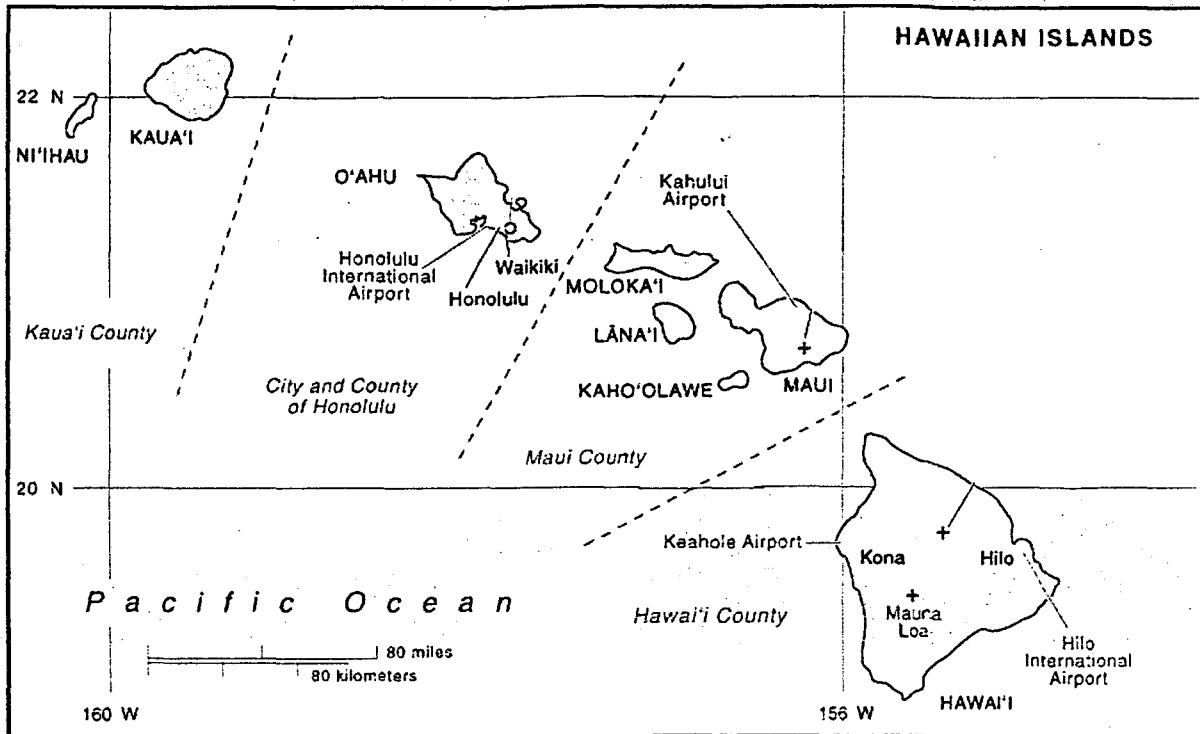 HAWAIIAN ISLANDS
22 N
NI'IHAU
KAUA'I
O'AHU
Kahului
Airport
Honolulu
International
Airport
Waikiki
Honolulu
MOLOKA'I
Kaua'i County
LĀNA'I
City and County
of Honolulu
KAHO'OLAWE
MAUI
Maui County
20 N
Keahole Airport
Kona
Hilo
Pacific Ocean
Hawai'i County
Mauna
Loa
80 miles
80 kilometers
Hilo
International
Airport
HAWAI'I
160 W
156 W